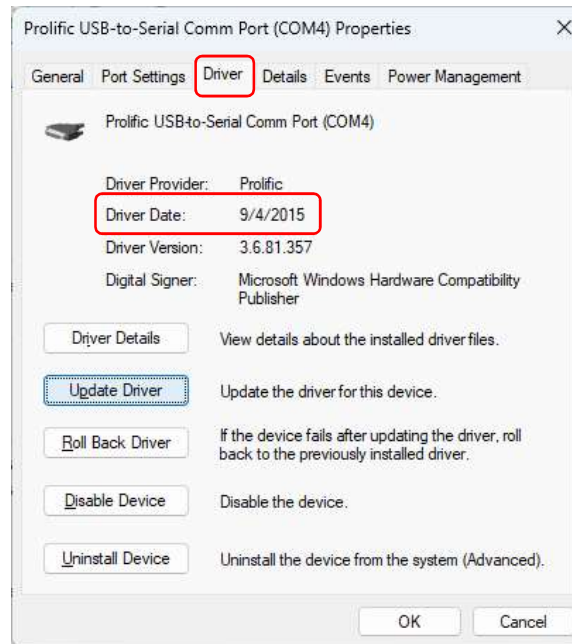 Prolific USB-to-Serial Comm Port (COM4) Properties
General Port Settings Driver Details Events Power Management
Prolific USB-to-Serial Comm Port (COM4)
Driver Provider: Prolific
Driver Date: 9/4/2015
Driver Version: 3.6.81.357
Digital Signer: Microsoft Windows Hardware Compatibility
Publisher
Driver Details View details about the installed driver files.
Update Driver Update the driver for this device.
Roll Back Driver If the device fails after updating the driver, roll
back to the previously installed driver.
Disable Device Disable the device.
Uninstall Device Uninstall the device from the system (Advanced).
OK Cancel